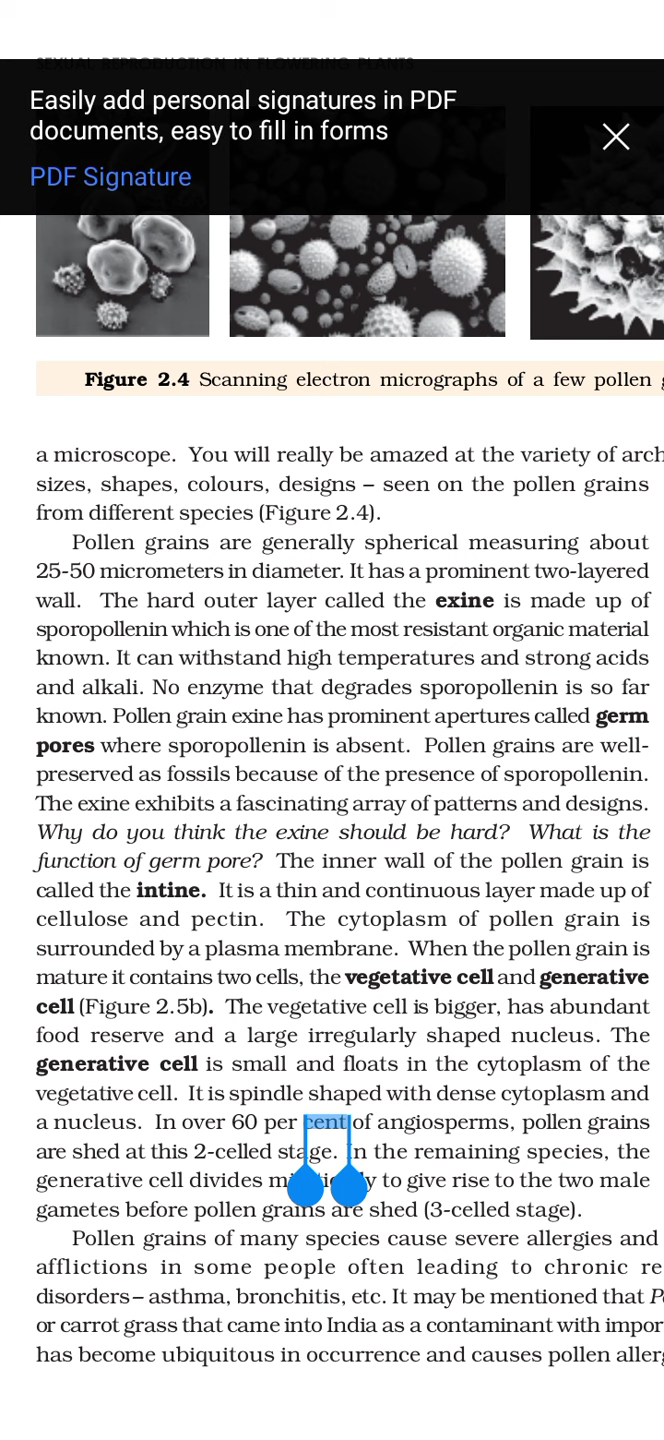 Easily add personal signatures in PDF
documents, easy to fill in forms
PDF Signature
Figure 2.4 Scanning electron micrographs of a few pollen g
a microscope. You will really be amazed at the variety of arch
sizes, shapes, colours, designs – seen on the pollen grains
from different species (Figure 2.4).
Pollen grains are generally spherical measuring about
25-50 micrometers in diameter. It has a prominent two-layered
wall. The hard outer layer called the exine is made up of
sporopollenin which is one of the most resistant organic material
known. It can withstand high temperatures and strong acids
and alkali. No enzyme that degrades sporopollenin is so far
known. Pollen grain exine has prominent apertures called germ
pores where sporopollenin is absent. Pollen grains are well-
preserved as fossils because of the presence of sporopollenin.
The exine exhibits a fascinating array of patterns and designs.
Why do you think the exine should be hard? What is the
function of germ pore? The inner wall of the pollen grain is
called the intine. It is a thin and continuous layer made up of
cellulose and pectin. The cytoplasm of pollen grain is
surrounded by a plasma membrane. When the pollen grain is
mature it contains two cells, the vegetative cell and generative
cell (Figure 2.5b). The vegetative cell is bigger, has abundant
food reserve and a large irregularly shaped nucleus. The
generative cell is small and floats in the cytoplasm of the
vegetative cell. It is spindle shaped with dense cytoplasm and
a nucleus. In over 60 per cent of angiosperms, pollen grains
are shed at this 2-celled stage. In the remaining species, the
generative cell divides to give rise to the two male
gametes before pollen grains are shed (3-celled stage).
Pollen grains of many species cause severe allergies and
afflictions in some people often leading to chronic re
disorders – asthma, bronchitis, etc. It may be mentioned that P
or carrot grass that came into India as a contaminant with impor
has become ubiquitous in occurrence and causes pollen allerg